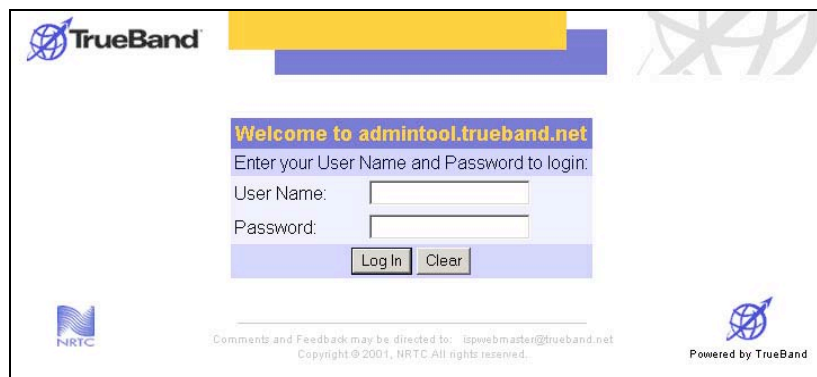 TrueBand
Welcome to admintool.trueband.net
Enter your User Name and Password to login:
User Name:
Password:
Log In Clear
NRTC
Comments and Feedback may be directed to: ispwebmaster@trueband.net
Copyright © 2001, NRTC All rights reserved.
Powered by TrueBand